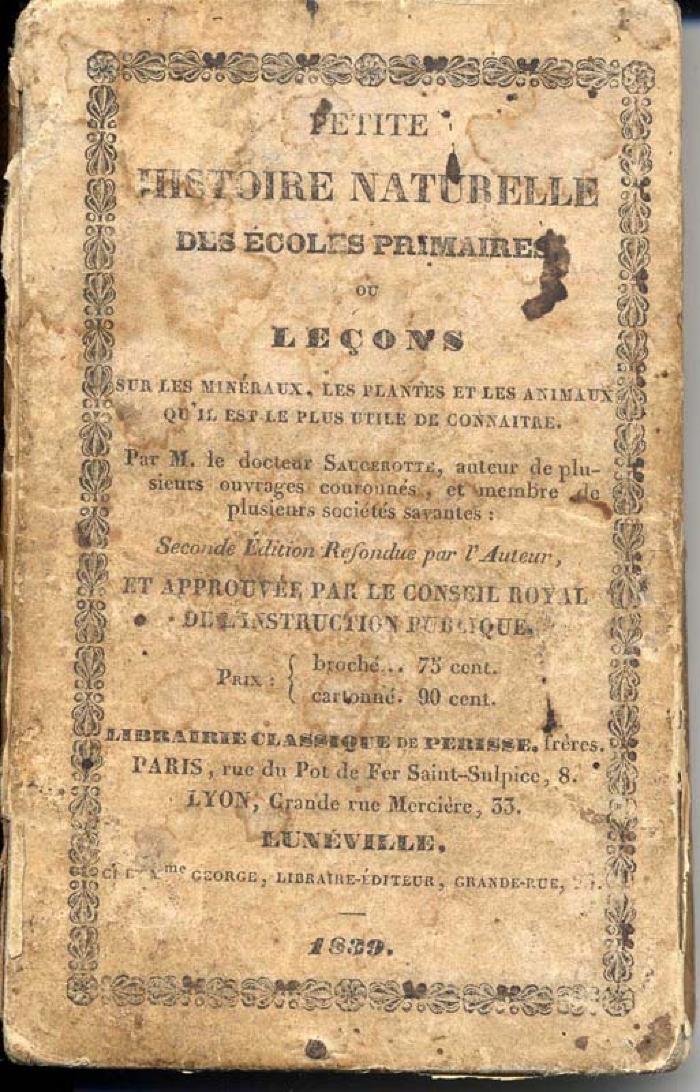 PETITE
HISTOIRE NATURELLE
DES ÉCOLES PRIMAIRES
OU
LEÇONS
SUR LES MINÉRAUX, LES PLANTES ET LES ANIMAUX
QU'IL EST LE PLUS UTILE DE CONNAITRE.
Par M. le docteur SAUCEROTTE, auteur de plu-
sieurs ouvrages couronnés, et membre de
plusieurs sociétés savantes :
Seconde Édition Refondue par l'Auteur,
ET APPROUVÉE PAR LE CONSEIL ROYAL
DE L'INSTRUCTION PUBLIQUE.
PRIX : { broché... 75 cent.
cartonné. 90 cent.
LIBRAIRIE CLASSIQUE DE PERISSE, frères.
PARIS, rue du Pot de Fer Saint-Sulpice, 8.
LYON, Grande rue Mercière, 33.
LUNÉVILLE.
GEORGE, LIBRAIRE-ÉDITEUR, GRANDE-RUE,
1839.